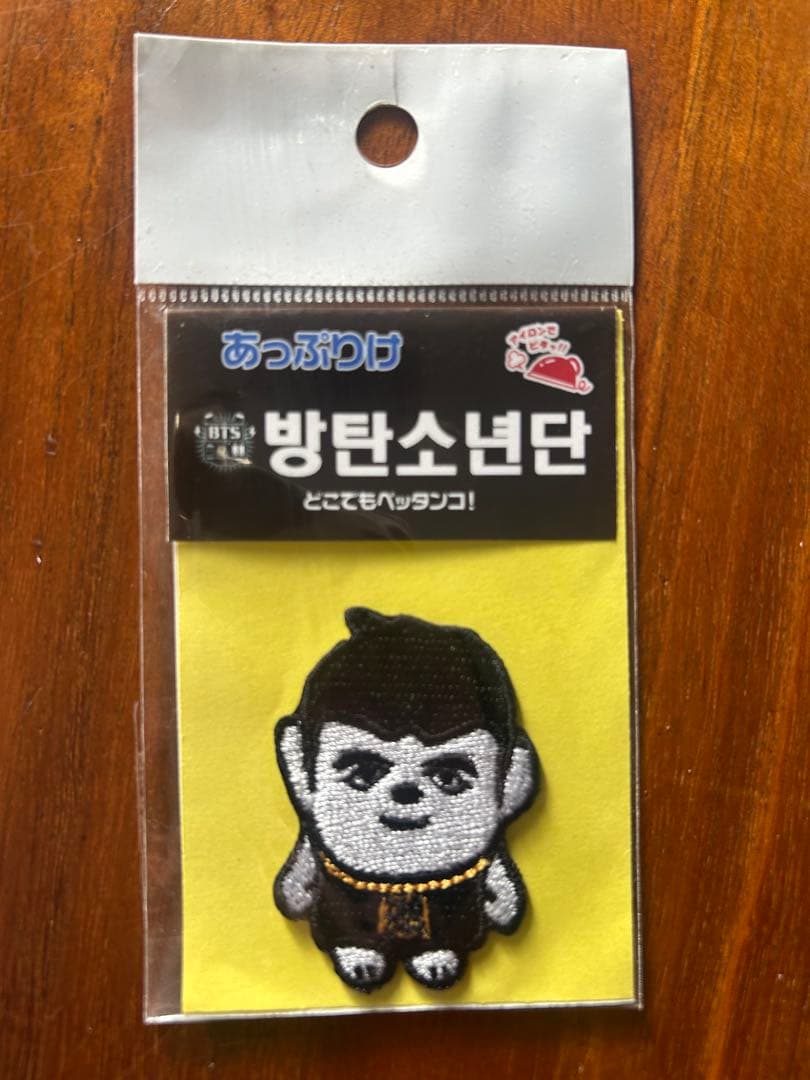 あっぷりけ
アイロンで
ピタッ!!
BTS
방탄소년단
どこでもペッタンコ!